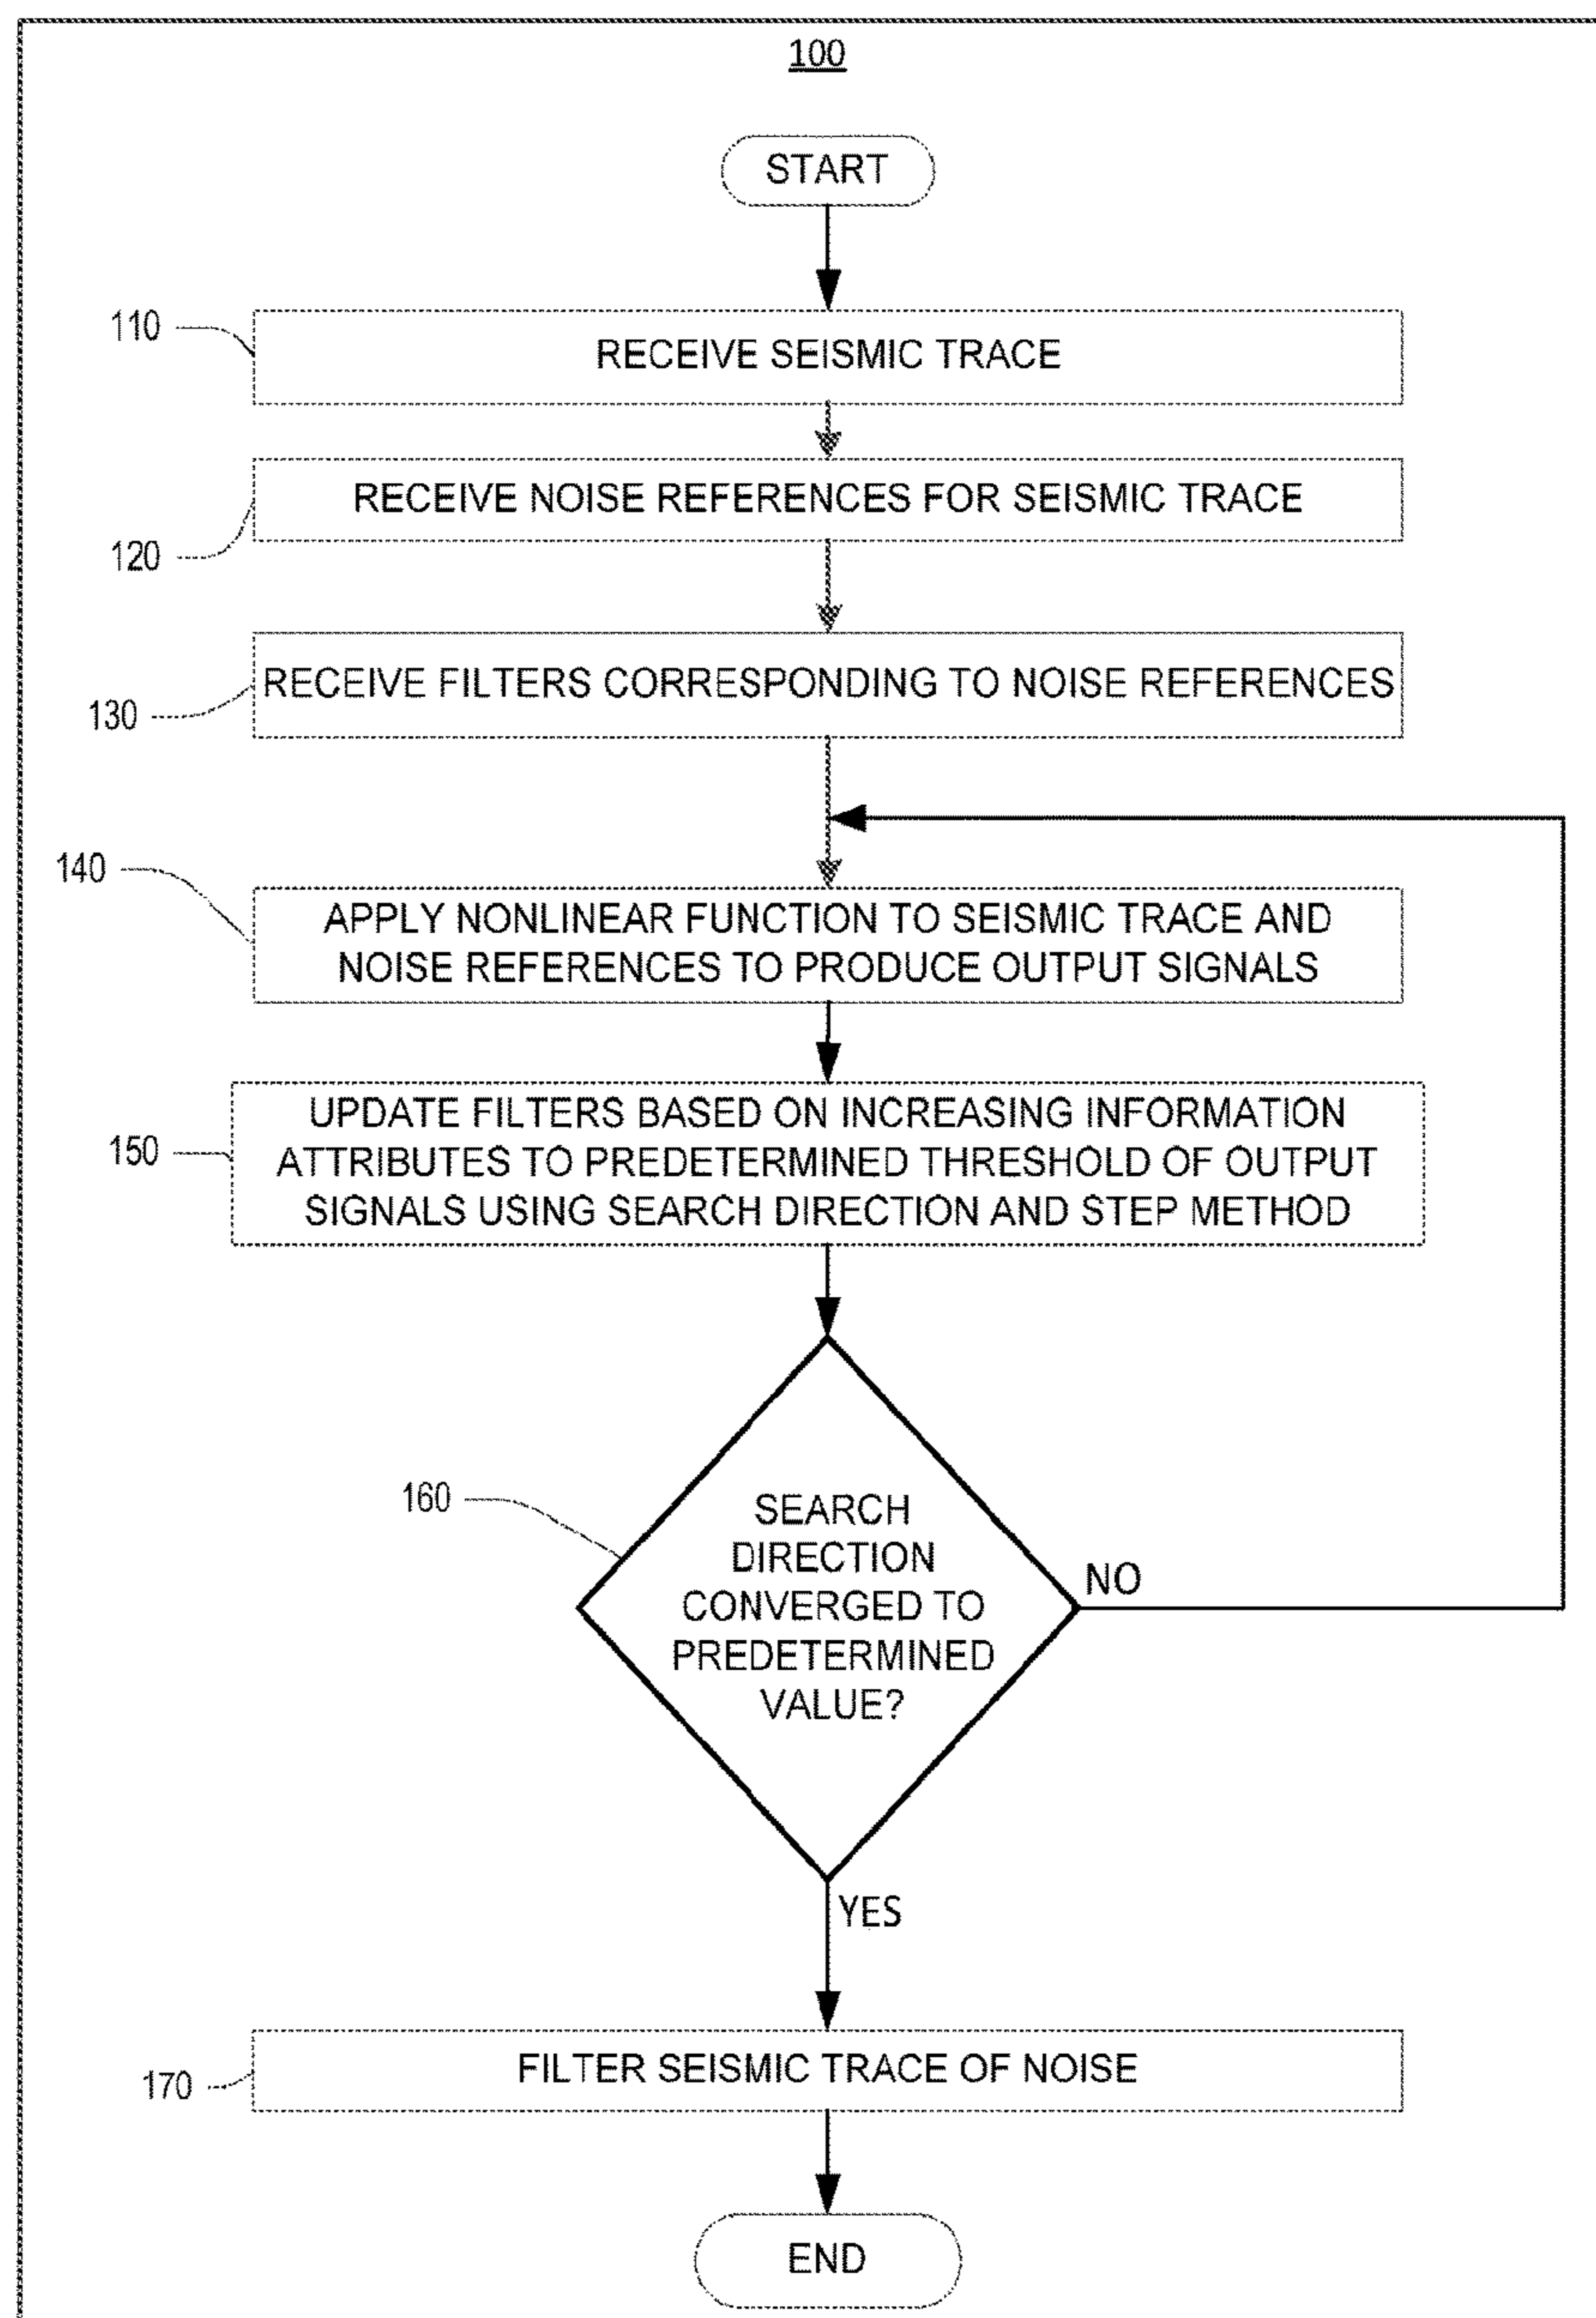 100
START
110
RECEIVE SEISMIC TRACE
RECEIVE NOISE REFERENCES FOR SEISMIC TRACE
120
RECEIVE FILTERS CORRESPONDING TO NOISE REFERENCES
130
140
APPLY NONLINEAR FUNCTION TO SEISMIC TRACE AND
NOISE REFERENCES TO PRODUCE OUTPUT SIGNALS
UPDATE FILTERS BASED ON INCREASING INFORMATION
150
ATTRIBUTES TO PREDETERMINED THRESHOLD OF OUTPUT
SIGNALS USING SEARCH DIRECTION AND STEP METHOD
160
SEARCH
DIRECTION
CONVERGED TO
PREDETERMINED
VALUE?
NO
YES
FILTER SEISMIC TRACE OF NOISE
170
END